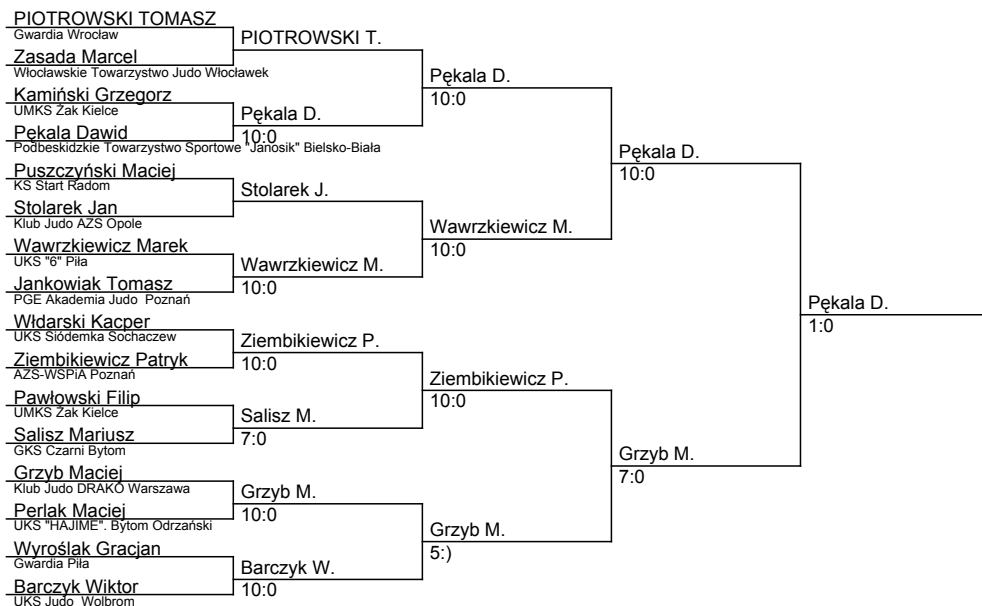 PIOTROWSKI TOMASZ
Gwardia Wrocław
Zasada Marcel
Włocławskie Towarzystwo Judo Włocławek
Kamiński Grzegorz
UMKS Żak Kielce
Pękala Dawid
Podbeskidzkie Towarzystwo Sportowe "Janosik" Bielsko-Biała
Puszczyński Maciej
KS Start Radom
Stolarek Jan
Klub Judo AZS Opole
Wawrzkiewicz Marek
UKS "6" Piła
Jankowiak Tomasz
PGE Akademia Judo  Poznań
Włdarski Kacper
UKS Siódemka Sochaczew
Ziembikiewicz Patryk
AZS-WSPiA Poznań
Pawłowski Filip
UMKS Żak Kielce
Salisz Mariusz
GKS Czarni Bytom
Grzyb Maciej
Klub Judo DRAKO Warszawa
Perlak Maciej
UKS "HAJIME". Bytom Odrzański
Wyroślak Gracjan
Gwardia Piła
Barczyk Wiktor
UKS Judo  Wolbrom
PIOTROWSKI T.
Pękala D.
10:0
Stolarek J.
Wawrzkiewicz M.
10:0
Ziembikiewicz P.
10:0
Salisz M.
7:0
Grzyb M.
10:0
Barczyk W.
10:0
Pękala D.
10:0
Wawrzkiewicz M.
10:0
Ziembikiewicz P.
10:0
Grzyb M.
5:)
Pękala D.
10:0
Grzyb M.
7:0
Pękala D.
1:0